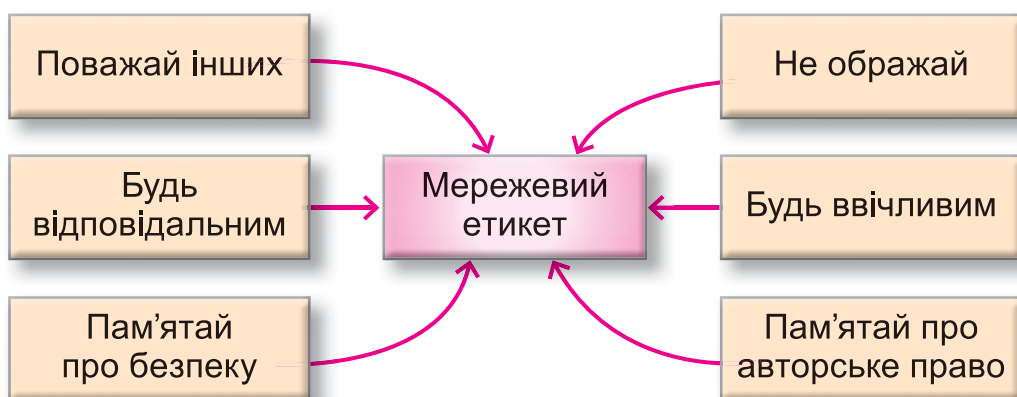 Поважай інших
Не ображай
Будь
відповідальним
Мережевий
етикет
Будь ввічливим
Пам’ятай
про безпеку
Пам’ятай про
авторське право